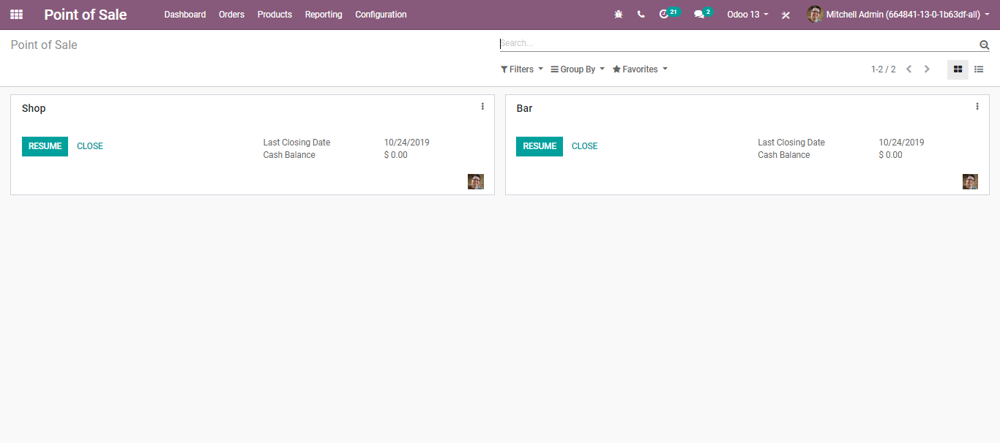 Point of Sale Dashboard Orders Products Reporting Configuration 21 2 Odoo 13 Mitchell Admin (664841-13-0-1b63df-all)
Point of Sale Search...
Filters Group By Favorites 1-2 / 2
Shop
RESUME CLOSE
Last Closing Date 10/24/2019
Cash Balance $ 0.00
Bar
RESUME CLOSE
Last Closing Date 10/24/2019
Cash Balance $ 0.00